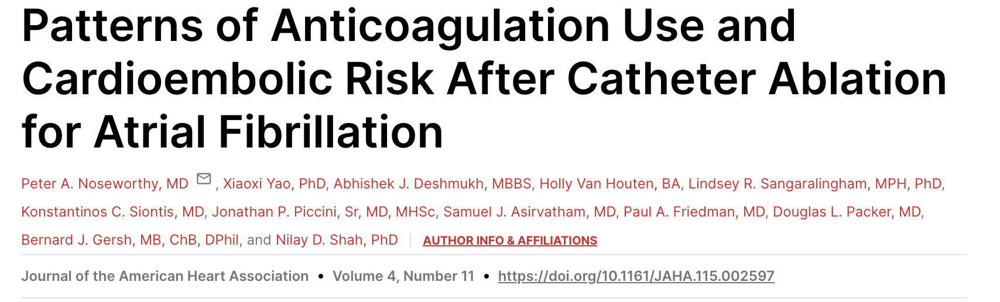 Patterns of Anticoagulation Use and
Cardioembolic Risk After Catheter Ablation
for Atrial Fibrillation
Peter A. Noseworthy, MD , Xiaoxi Yao, PhD, Abhishek J. Deshmukh, MBBS, Holly Van Houten, BA, Lindsey R. Sangaralingham, MPH, PhD,
Konstantinos C. Siontis, MD, Jonathan P. Piccini, Sr, MD, MHSc, Samuel J. Asirvatham, MD, Paul A. Friedman, MD, Douglas L. Packer, MD,
Bernard J. Gersh, MB, ChB, DPhil, and Nilay D. Shah, PhD | AUTHOR INFO & AFFILIATIONS
Journal of the American Heart Association • Volume 4, Number 11 • https://doi.org/10.1161/JAHA.115.002597